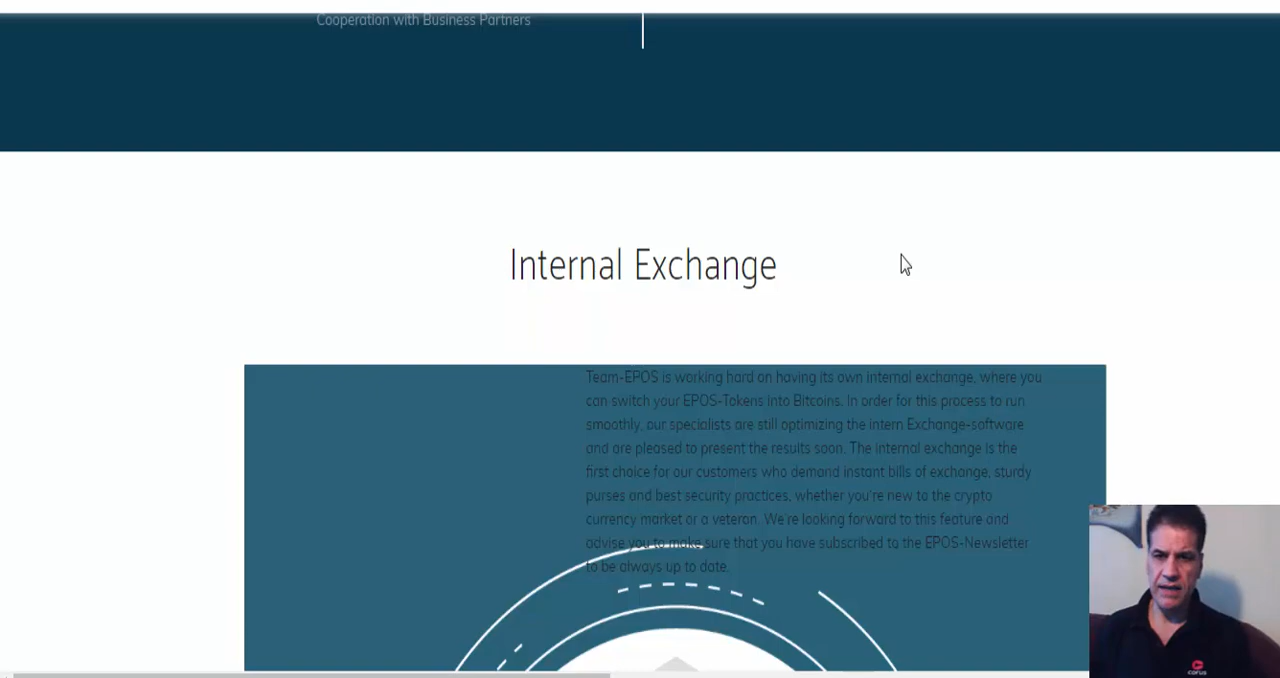 Cooperation with Business Partners
Internal Exchange
Team-EPOS is working hard on having its own internal exchange, where you
can switch your EPOS-Tokens into Bitcoins. In order for this process to run
smoothly, our specialists are still optimizing the intern Exchange-software
and are pleased to present the results soon. The internal exchange is the
first choice for our customers who demand instant bills of exchange, sturdy
purses and best security practices, whether you're new to the crypto
currency market or a veteran. We're looking forward to this feature and
advise you to make sure that you have subscribed to the EPOS-Newsletter
to be always up to date.
corus